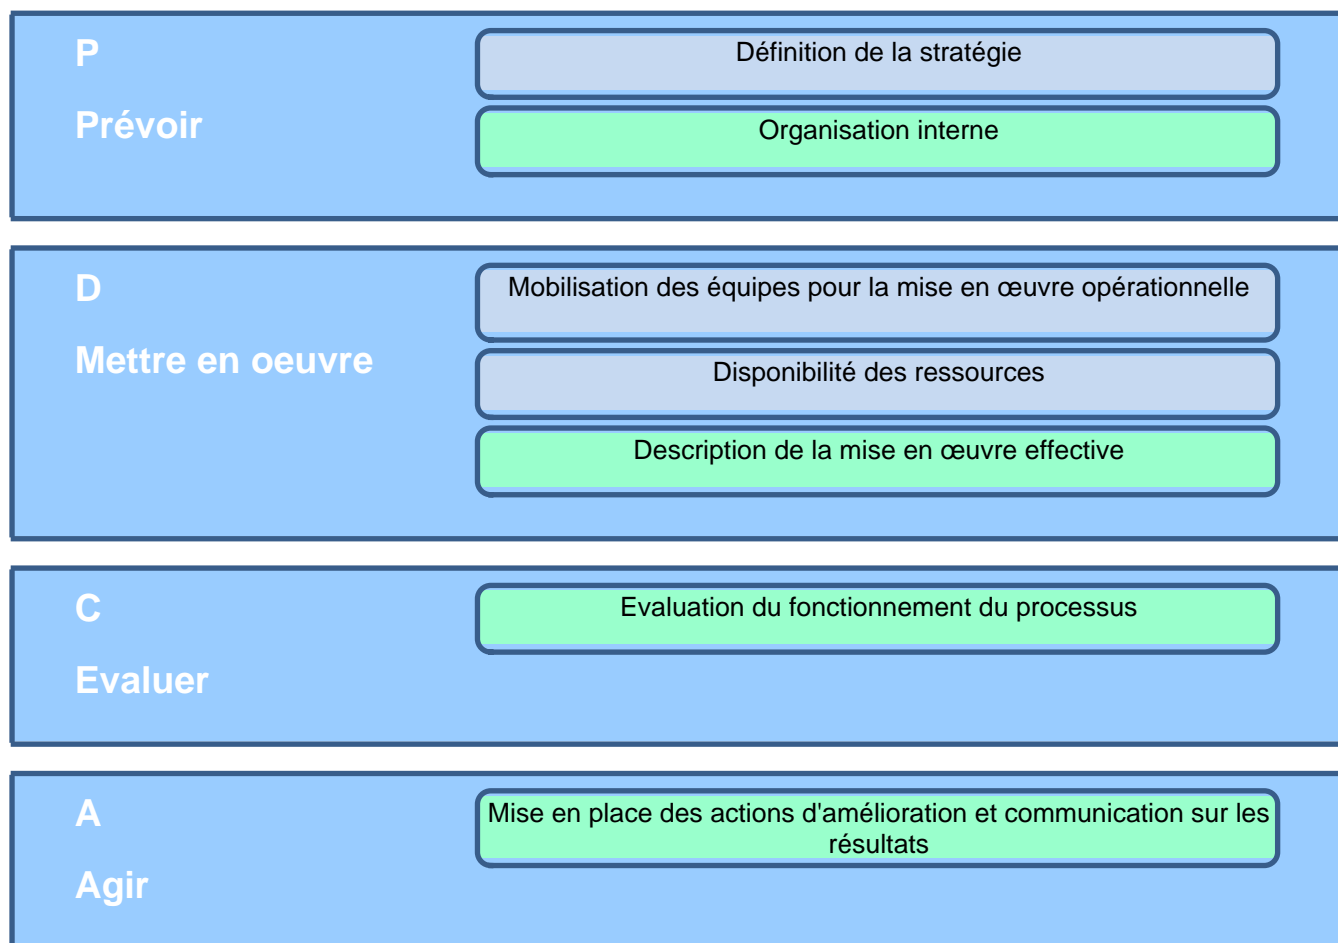 P
Prévoir
Définition de la stratégie
Organisation interne
D
Mettre en oeuvre
Mobilisation des équipes pour la mise en œuvre opérationnelle
Disponibilité des ressources
Description de la mise en œuvre effective
C
Evaluer
Evaluation du fonctionnement du processus
A
Agir
Mise en place des actions d'amélioration et communication sur les
résultats